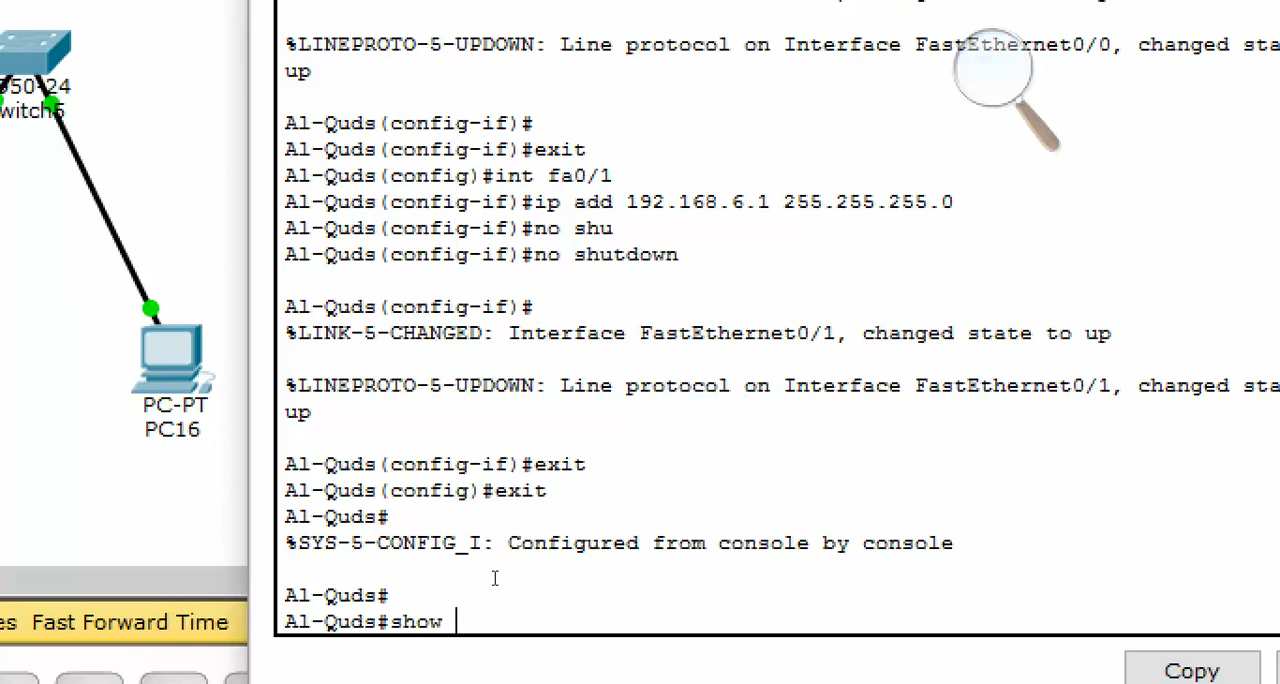 950-24
witch5
PC-PT
PC16
es Fast Forward Time
%LINEPROTO-5-UPDOWN: Line protocol on Interface FastEthernet0/0, changed sta
up
Al-Quds(config-if)#
Al-Quds(config-if)#exit
Al-Quds(config)#int fa0/1
Al-Quds(config-if)#ip add 192.168.6.1 255.255.255.0
Al-Quds(config-if)#no shu
Al-Quds(config-if)#no shutdown
Al-Quds(config-if)#
%LINK-5-CHANGED: Interface FastEthernet0/1, changed state to up
%LINEPROTO-5-UPDOWN: Line protocol on Interface FastEthernet0/1, changed sta
up
Al-Quds(config-if)#exit
Al-Quds(config)#exit
Al-Quds#
%SYS-5-CONFIG_I: Configured from console by console
Al-Quds#
Al-Quds#show
Copy